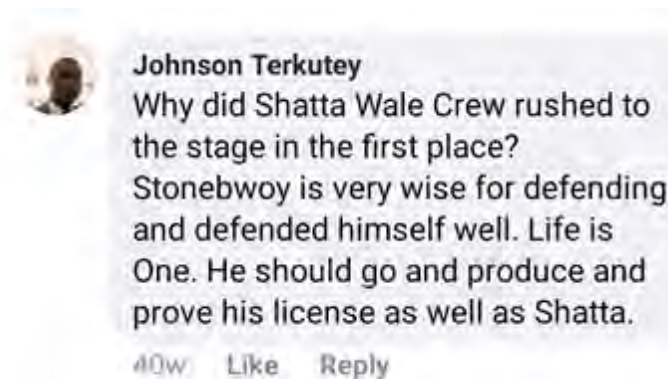 Johnson Terkutey
Why did Shatta Wale Crew rushed to
the stage in the first place?
Stonebwoy is very wise for defending
and defended himself well. Life is
One. He should go and produce and
prove his license as well as Shatta.
40w Like Reply